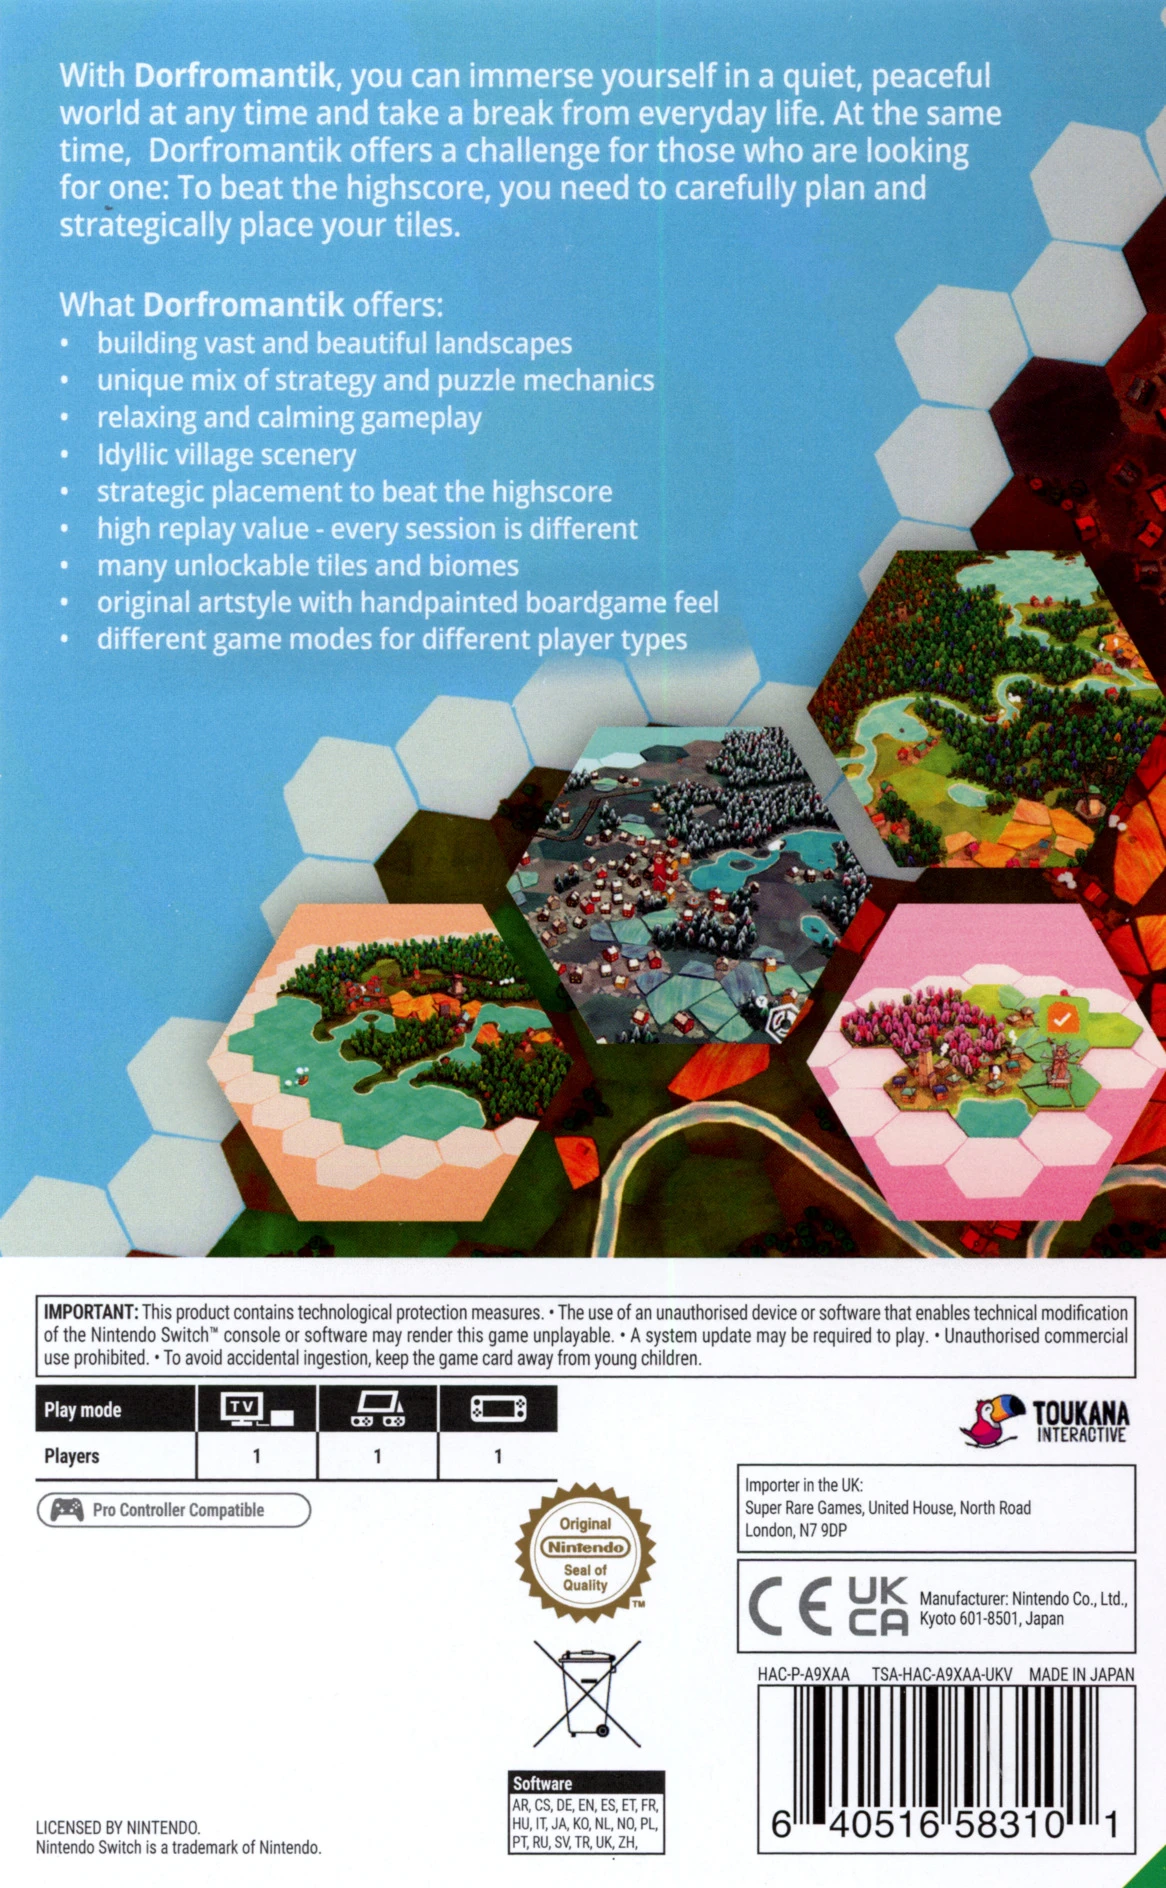 With Dorfromantik, you can immerse yourself in a quiet, peaceful
world at any time and take a break from everyday life. At the same
time,  Dorfromantik offers a challenge for those who are looking
for one: To beat the highscore, you need to carefully plan and
strategically place your tiles.
What Dorfromantik offers:
• building vast and beautiful landscapes
• unique mix of strategy and puzzle mechanics
• relaxing and calming gameplay
• Idyllic village scenery
• strategic placement to beat the highscore
• high replay value - every session is different
• many unlockable tiles and biomes
• original artstyle with handpainted boardgame feel
• different game modes for different player types
IMPORTANT: This product contains technological protection measures. • The use of an unauthorised device or software that enables technical modification
of the Nintendo Switch™ console or software may render this game unplayable. • A system update may be required to play. • Unauthorised commercial
use prohibited. • To avoid accidental ingestion, keep the game card away from young children.
Play mode TV
Players 1 1 1
Pro Controller Compatible
TOUKANA
INTERACTIVE
Importer in the UK:
Super Rare Games, United House, North Road
London, N7 9DP
Original
Nintendo
Seal of
Quality
TM
CE UK
CA
Manufacturer: Nintendo Co., Ltd.,
Kyoto 601-8501, Japan
HAC-P-A9XAA TSA-HAC-A9XAA-UKV MADE IN JAPAN
6 40516 58310 1
Software
AR, CS, DE, EN, ES, ET, FR,
HU, IT, JA, KO, NL, NO, PL,
PT, RU, SV, TR, UK, ZH,
LICENSED BY NINTENDO.
Nintendo Switch is a trademark of Nintendo.